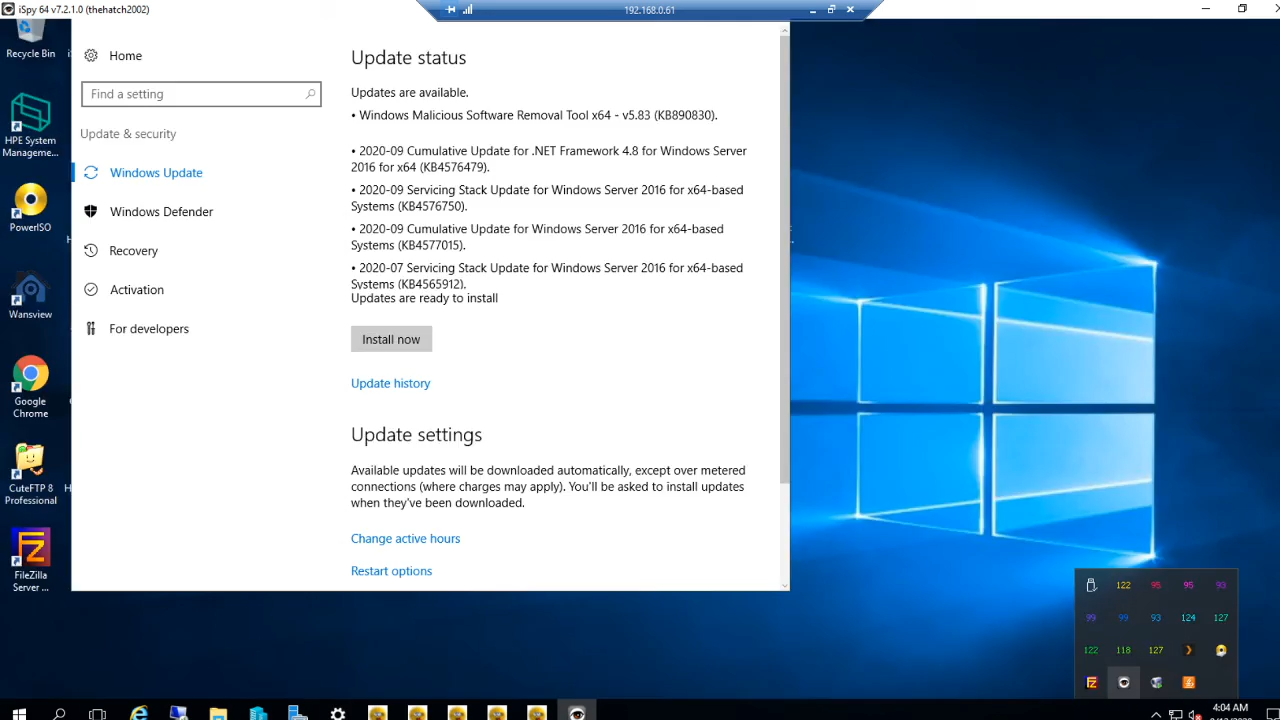 iSpy 64 v7.2.1.0 (thehatch2002)
192.168.0.61
Recycle Bin
HPE System
Manageme...
PowerISO
Wansview
Google
Chrome
CuteFTP 8
Professional
FileZilla
Server ...
Home
Find a setting
Update & security
Windows Update
Windows Defender
Recovery
Activation
For developers
Update status
Updates are available.
• Windows Malicious Software Removal Tool x64 - v5.83 (KB890830).
• 2020-09 Cumulative Update for .NET Framework 4.8 for Windows Server
2016 for x64 (KB4576479).
• 2020-09 Servicing Stack Update for Windows Server 2016 for x64-based
Systems (KB4576750).
• 2020-09 Cumulative Update for Windows Server 2016 for x64-based
Systems (KB4577015).
• 2020-07 Servicing Stack Update for Windows Server 2016 for x64-based
Systems (KB4565912).
Updates are ready to install
Install now
Update history
Update settings
Available updates will be downloaded automatically, except over metered
connections (where charges may apply). You'll be asked to install updates
when they've been downloaded.
Change active hours
Restart options
122 95 95 93
99 99 93 124 127
122 118 127
4:04 AM